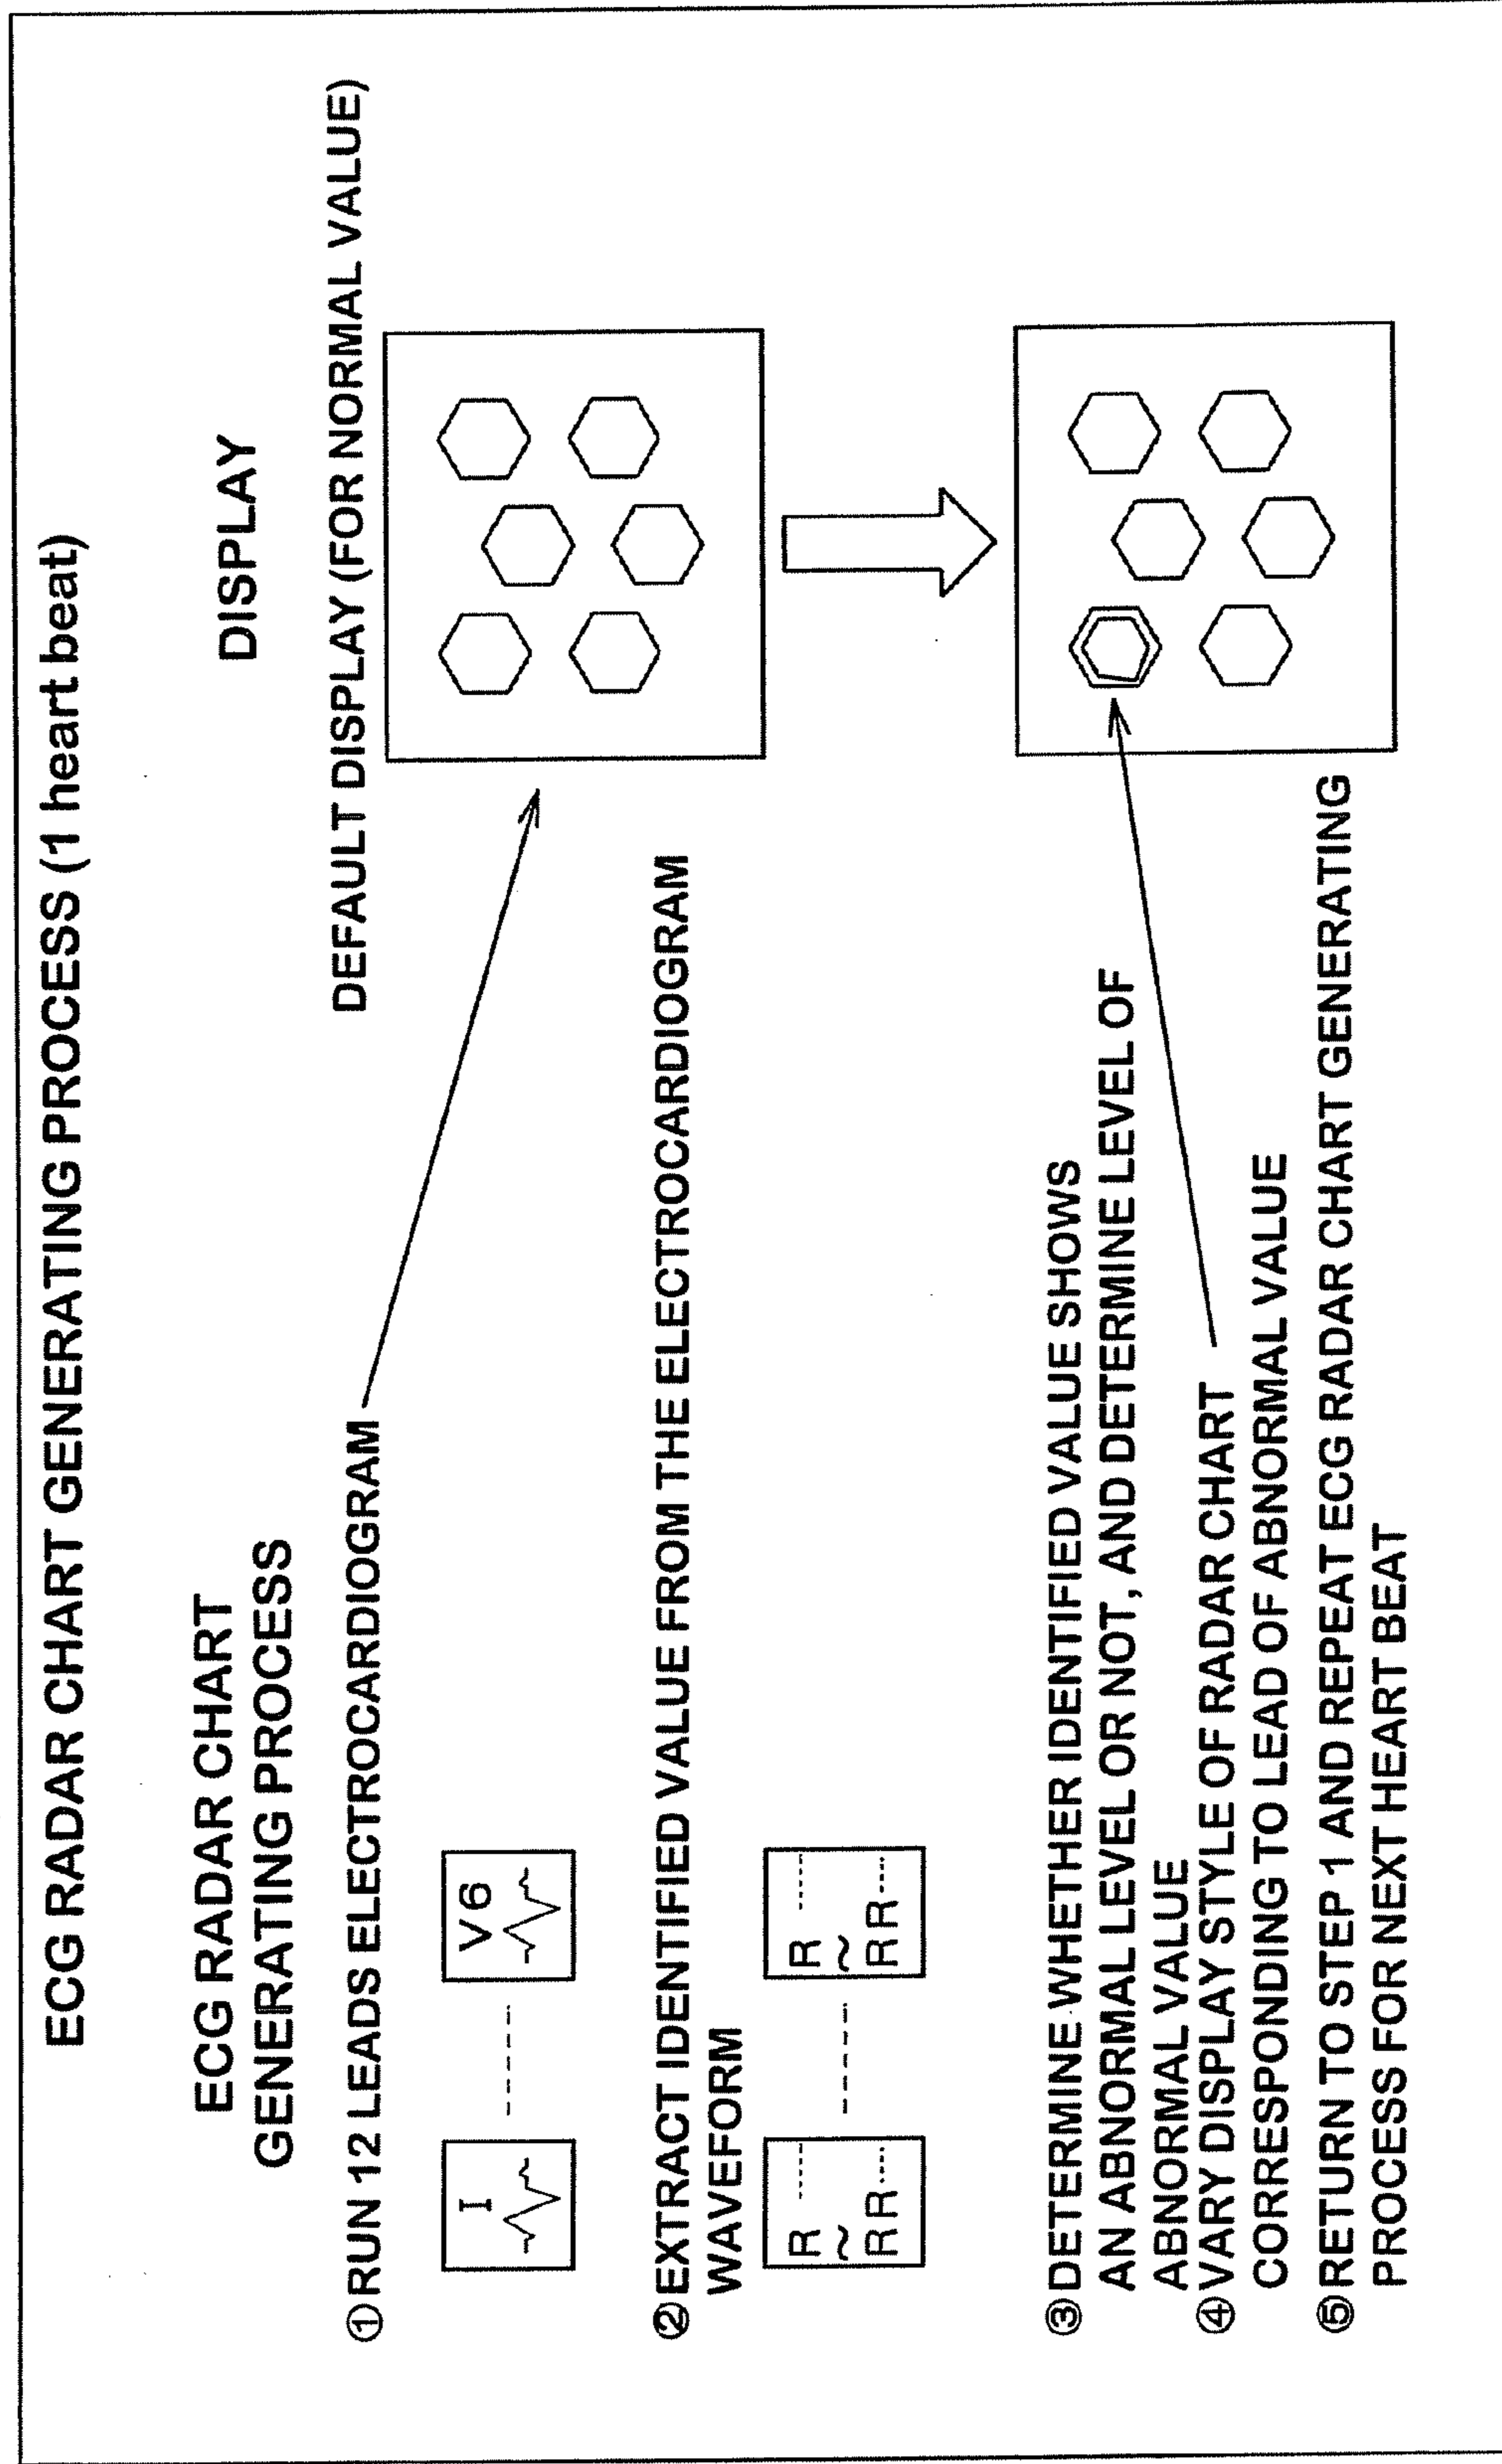 ECG RADAR CHART GENERATING PROCESS (1 heart beat)
ECG RADAR CHART
GENERATING PROCESS
DISPLAY
①RUN 12 LEADS ELECTROCARDIOGRAM
DEFAULT DISPLAY (FOR NORMAL VALUE)
I
V6
②EXTRACT IDENTIFIED VALUE FROM THE ELECTROCARDIOGRAM
WAVEFORM
R -----
~
RR----
R -----
~
RR----
③DETERMINE WHETHER IDENTIFIED VALUE SHOWS
AN ABNORMAL LEVEL OR NOT, AND DETERMINE LEVEL OF
ABNORMAL VALUE
④VARY DISPLAY STYLE OF RADAR CHART
CORRESPONDING TO LEAD OF ABNORMAL VALUE
⑤RETURN TO STEP 1 AND REPEAT ECG RADAR CHART GENERATING
PROCESS FOR NEXT HEART BEAT